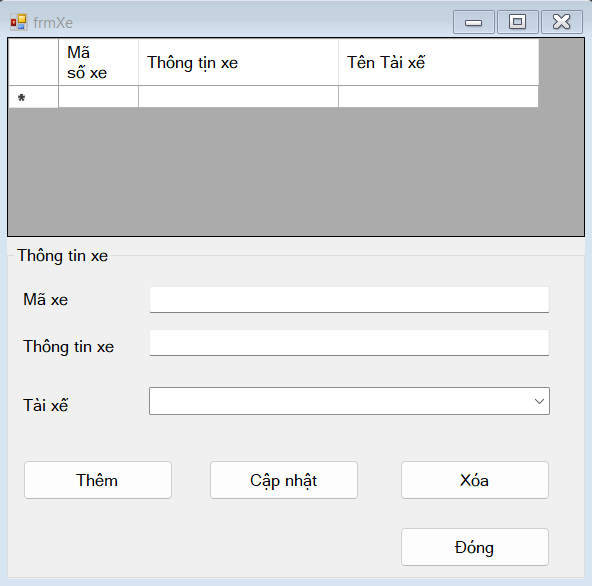 frmXe
Mã
số xe
Thông tịn xe
Tên Tài xế
*
Thông tin xe
Mã xe
Thông tin xe
Tài xế
Thêm
Cập nhật
Xóa
Đóng